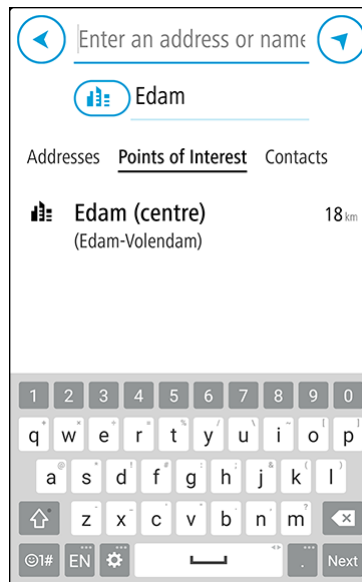 Enter an address or name
Edam
Addresses Points of Interest Contacts
Edam (centre) 18 km
(Edam-Volendam)
1 2 3 4 5 6 7 8 9 0
q w e r t y u i o p
a s d f g h j k l
z x c v b n m
☺1# EN . Next